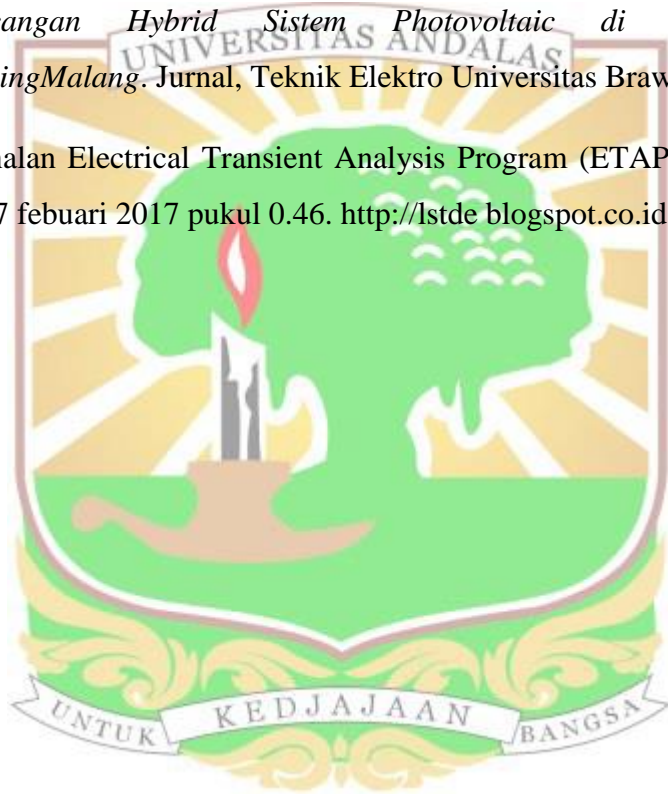 angan Hybrid Sistem Photovoltaic di
UNIVERSITAS ANDALAS
ingMalang. Jurnal, Teknik Elektro Universitas Braw
nalan Electrical Transient Analysis Program (ETAP
7 febuari 2017 pukul 0.46. http://lstde blogspot.co.id
UNTUK KEDJAJAAN BANGSA